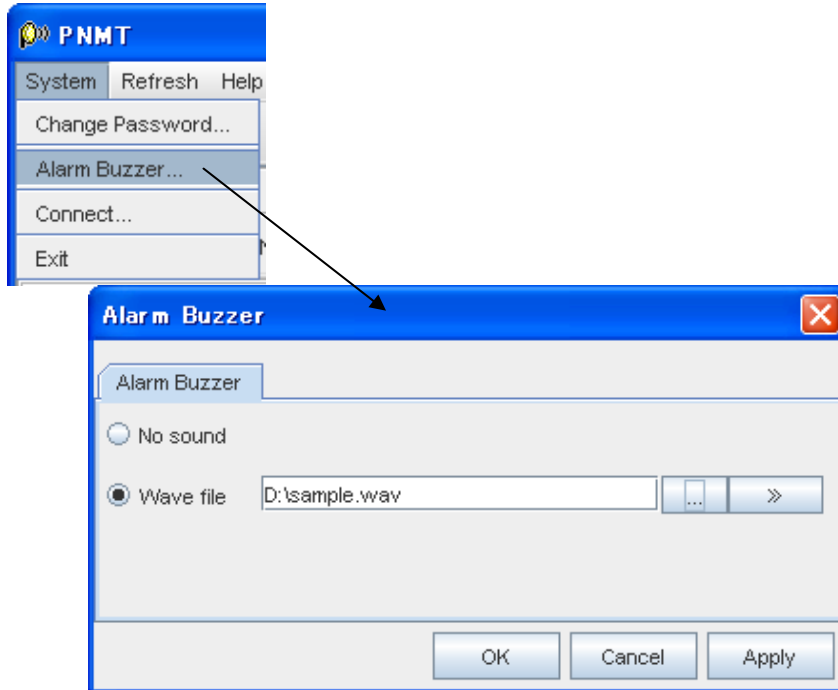 PNMT
System Refresh Help
Change Password...
Alarm Buzzer...
Connect...
Exit
Alarm Buzzer
Alarm Buzzer
No sound
Wave file D:\sample.wav ... »
OK Cancel Apply